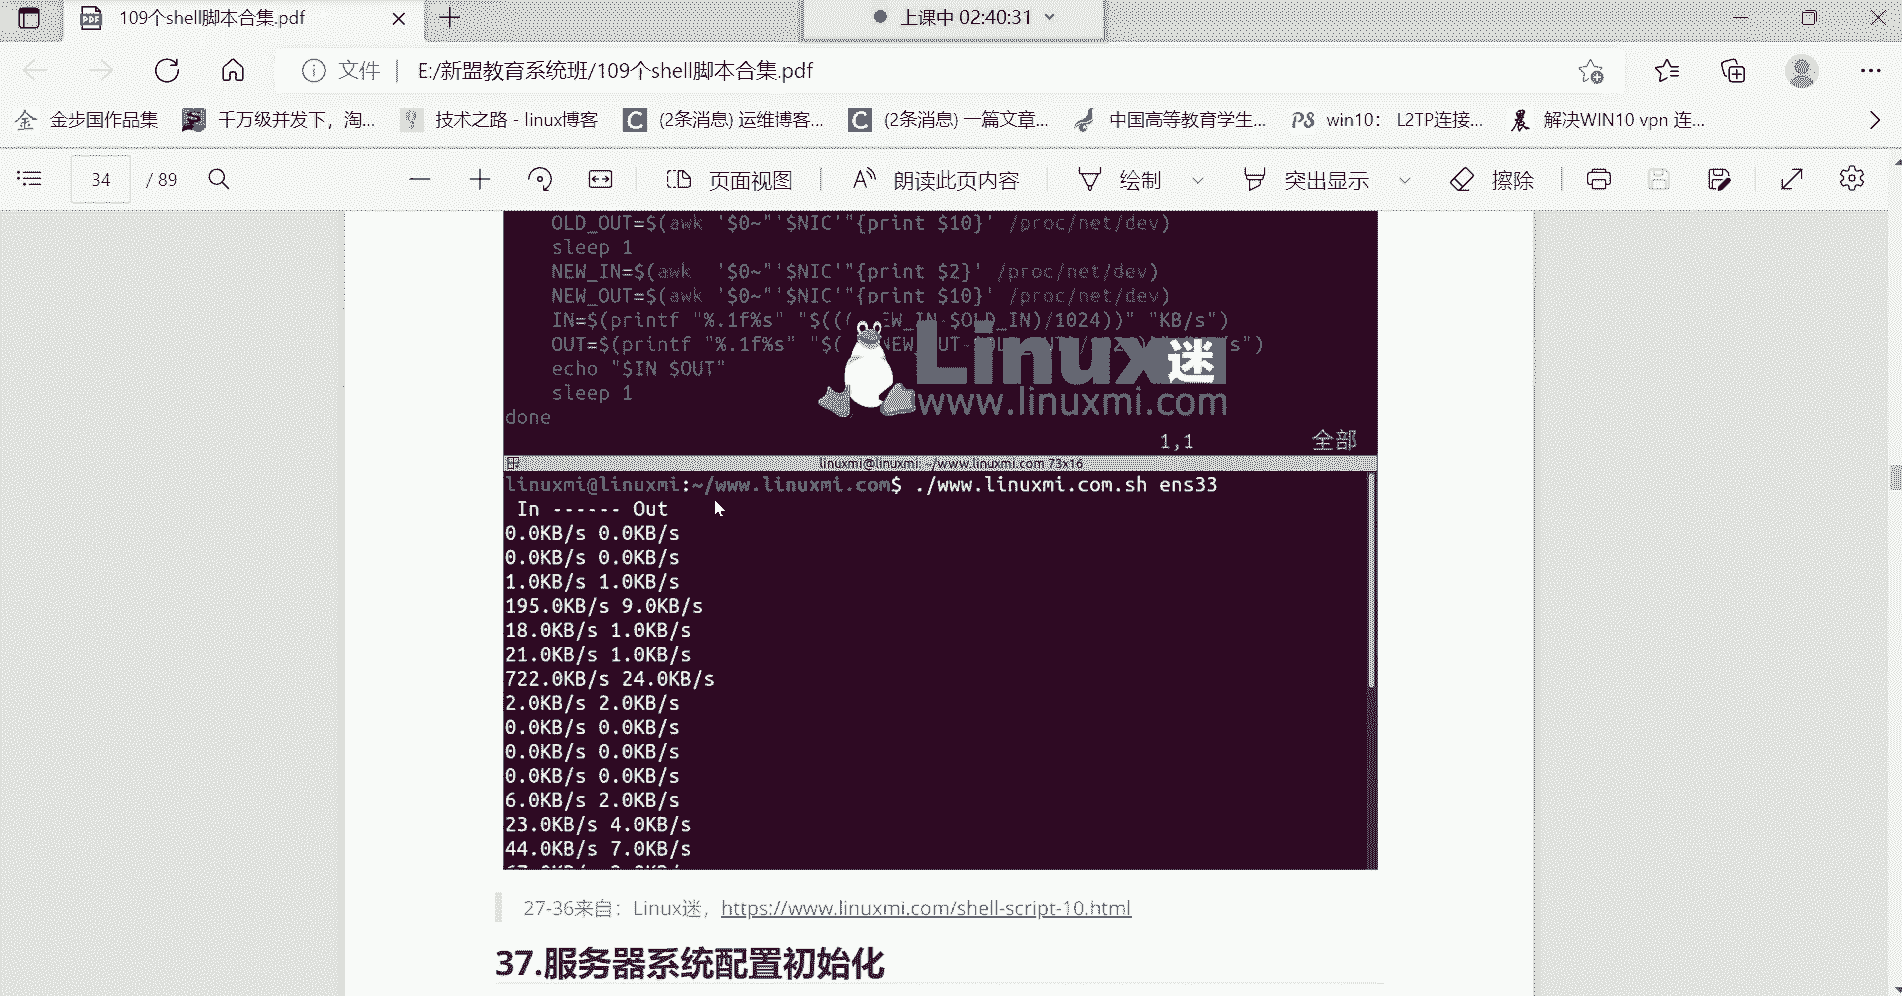 109个shell脚本合集.pdf
上课中 02:40:31
文件 | E:/新盟教育系统班/109个shell脚本合集.pdf
金步国作品集 千万级并发下，淘... 技术之路 - linux博客 (2条消息) 运维博客... (2条消息) 一篇文章... 中国高等教育学生... win10： L2TP连接... 解决WIN10 vpn 连...
34 / 89 页面视图 朗读此页内容 绘制 突出显示 擦除
OLD_OUT=$(awk '$0~"'$NIC'"{print $10}' /proc/net/dev)
sleep 1
NEW_IN=$(awk  '$0~"'$NIC'"{print $2}' /proc/net/dev)
NEW_OUT=$(awk '$0~"'$NIC'"{print $10}' /proc/net/dev)
IN=$(printf "%.1f%s" "$((( EW_IN-$OLD_IN)/1024))" "KB/s")
OUT=$(printf "%.1f%s" "$(
echo "$IN $OUT"
sleep 1
done
Linux迷
www.linuxmi.com
1,1 全部
linuxmi@linuxmi: ~/www.linuxmi.com 73x16
linuxmi@linuxmi:~/www.linuxmi.com$ ./www.linuxmi.com.sh ens33
In ------ Out
0.0KB/s 0.0KB/s
0.0KB/s 0.0KB/s
1.0KB/s 1.0KB/s
195.0KB/s 9.0KB/s
18.0KB/s 1.0KB/s
21.0KB/s 1.0KB/s
722.0KB/s 24.0KB/s
2.0KB/s 2.0KB/s
0.0KB/s 0.0KB/s
0.0KB/s 0.0KB/s
0.0KB/s 0.0KB/s
6.0KB/s 2.0KB/s
23.0KB/s 4.0KB/s
44.0KB/s 7.0KB/s
27-36来自：Linux迷，https://www.linuxmi.com/shell-script-10.html
37.服务器系统配置初始化